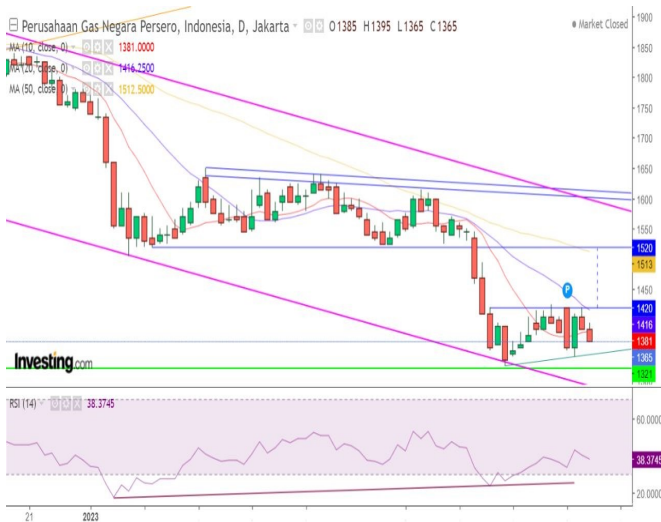 Perusahaan Gas Negara Persero, Indonesia, D, Jakarta O1385 H1395 L1365 C1365
Market Closed
MA (10, close, 0) 1381.0000
MA (20, close, 0) 1416.2500
MA (50, close, 0) 1512.5000
1900
1850
1800
1750
1700
1650
1600
1550
1520
1513
1450
P
1420
1416
1381
1365
1321
Investing.com
RSI (14) 38.3745
60.0000
38.3745
20.0000
21 2023